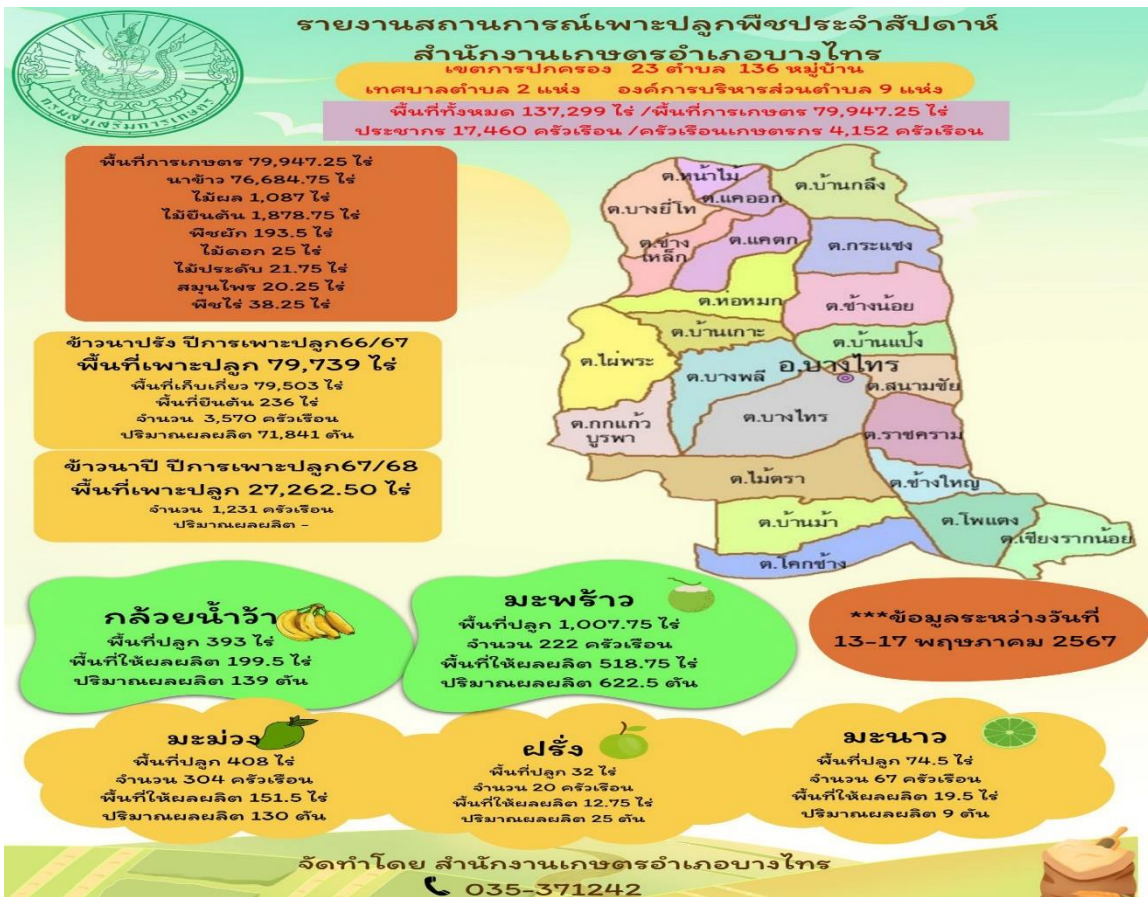 รายงานสถานการณ์เพาะปลูกพืชประจำสัปดาห์
สำนักงานเกษตรอำเภอบางไทร
เขตการปกครอง 23 ตำบล 136 หมู่บ้าน
เทศบาลตำบล 2 แห่ง องค์การบริหารส่วนตำบล 9 แห่ง
พื้นที่ทั้งหมด 137,299 ไร่ /พื้นที่การเกษตร 79,947.25 ไร่
ประชากร 17,460 ครัวเรือน /ครัวเรือนเกษตรกร 4,152 ครัวเรือน
กรมส่งเสริมการเกษตร
พื้นที่การเกษตร 79,947.25 ไร่
นาข้าว 76,684.75 ไร่
ไม้ผล 1,087 ไร่
ไม้ยืนต้น 1,878.75 ไร่
พืชผัก 193.5 ไร่
ไม้ดอก 25 ไร่
ไม้ประดับ 21.75 ไร่
สมุนไพร 20.25 ไร่
พืชไร่ 38.25 ไร่
ข้าวนาปรัง ปีการเพาะปลูก66/67
พื้นที่เพาะปลูก 79,739 ไร่
พื้นที่เก็บเกี่ยว 79,503 ไร่
พื้นที่ยืนต้น 236 ไร่
จำนวน 3,570 ครัวเรือน
ปริมาณผลผลิต 71,841 ตัน
ข้าวนาปี ปีการเพาะปลูก67/68
พื้นที่เพาะปลูก 27,262.50 ไร่
จำนวน 1,231 ครัวเรือน
ปริมาณผลผลิต -
ต.หน้าไม้
ต.บ้านกลึง
ต.แคออก
ต.บางยี่โท
ต.ช่างเหล็ก
ต.แคตก
ต.กระแชง
ต.ห่อหมก
ต.ช้างน้อย
ต.บ้านเกาะ
ต.บ้านแป้ง
ต.ไผ่พระ
ต.บางพลี
อ.บางไทร
ต.สนามชัย
ต.กกแก้วบูรพา
ต.บางไทร
ต.ราชคราม
ต.ไม้ตรา
ต.ช้างใหญ่
ต.บ้านม้า
ต.โพแตง
ต.เชียงรากน้อย
ต.โคกช้าง
กล้วยน้ำว้า
พื้นที่ปลูก 393 ไร่
พื้นที่ให้ผลผลิต 199.5 ไร่
ปริมาณผลผลิต 139 ตัน
มะพร้าว
พื้นที่ปลูก 1,007.75 ไร่
จำนวน 222 ครัวเรือน
พื้นที่ให้ผลผลิต 518.75 ไร่
ปริมาณผลผลิต 622.5 ตัน
***ข้อมูลระหว่างวันที่
13-17 พฤษภาคม 2567
มะม่วง
พื้นที่ปลูก 408 ไร่
จำนวน 304 ครัวเรือน
พื้นที่ให้ผลผลิต 151.5 ไร่
ปริมาณผลผลิต 130 ตัน
ฝรั่ง
พื้นที่ปลูก 32 ไร่
จำนวน 20 ครัวเรือน
พื้นที่ให้ผลผลิต 12.75 ไร่
ปริมาณผลผลิต 25 ตัน
มะนาว
พื้นที่ปลูก 74.5 ไร่
จำนวน 67 ครัวเรือน
พื้นที่ให้ผลผลิต 19.5 ไร่
ปริมาณผลผลิต 9 ตัน
จัดทำโดย สำนักงานเกษตรอำเภอบางไทร
035-371242